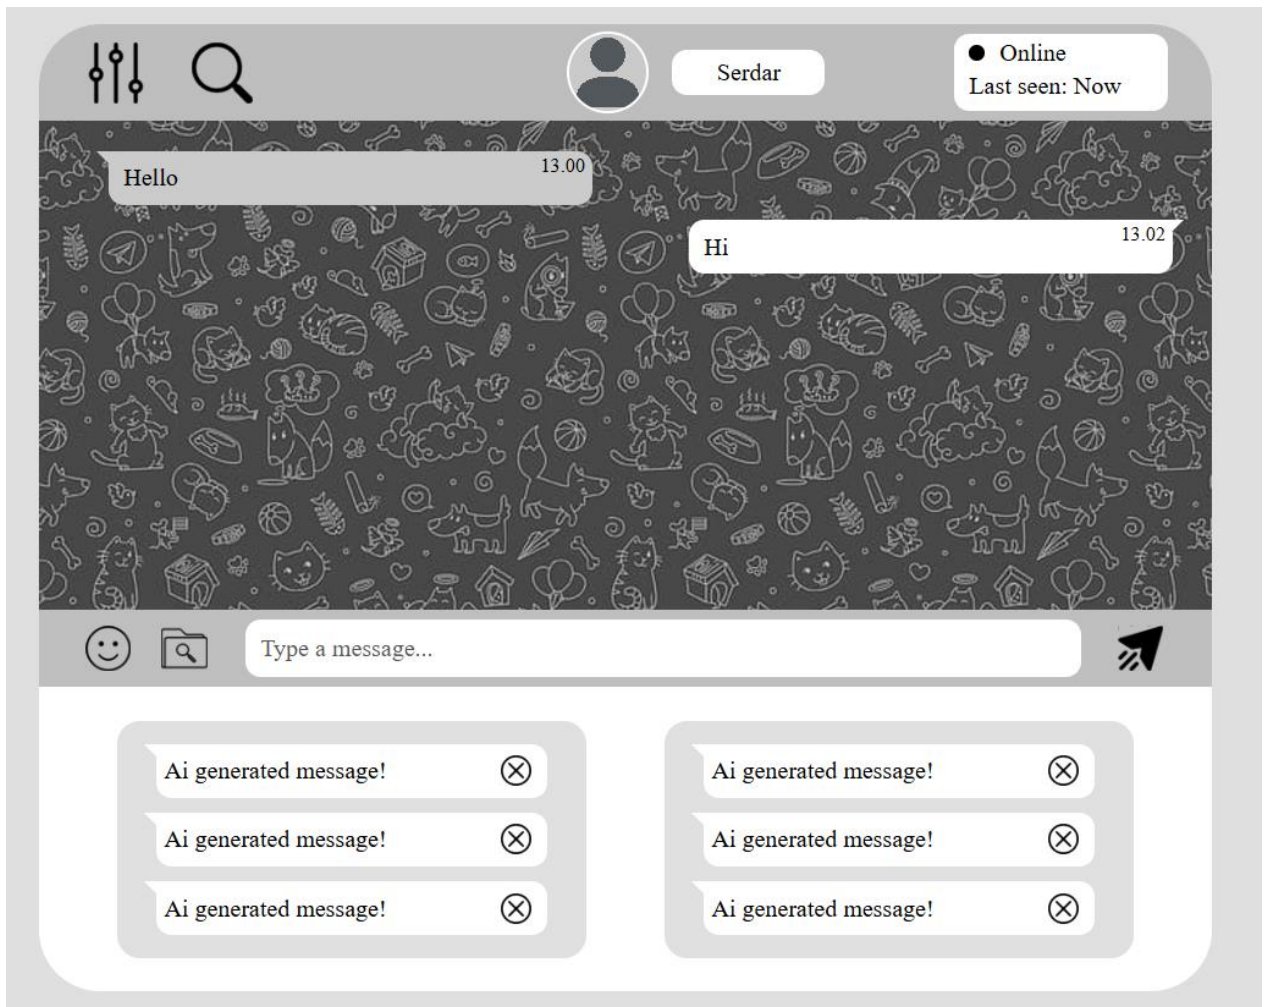 Serdar
Online
Last seen: Now
Hello
13.00
Hi
13.02
Type a message...
Ai generated message!
Ai generated message!
Ai generated message!
Ai generated message!
Ai generated message!
Ai generated message!